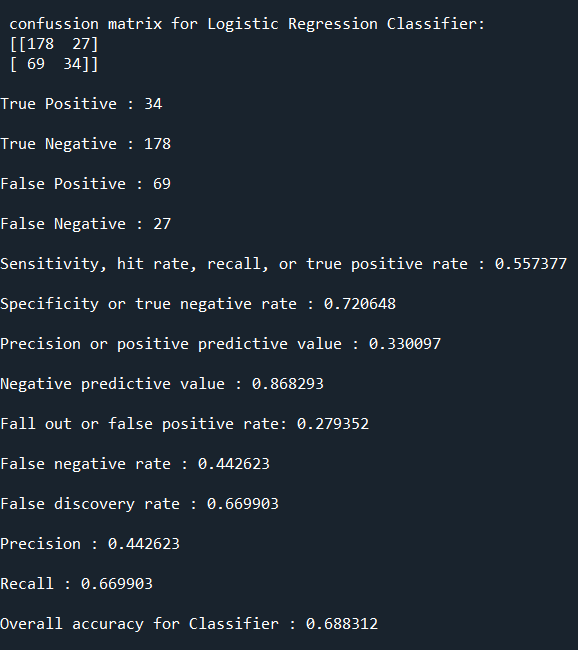 confussion matrix for Logistic Regression Classifier:
[[178  27]
[ 69  34]]
True Positive : 34
True Negative : 178
False Positive : 69
False Negative : 27
Sensitivity, hit rate, recall, or true positive rate : 0.557377
Specificity or true negative rate : 0.720648
Precision or positive predictive value : 0.330097
Negative predictive value : 0.868293
Fall out or false positive rate: 0.279352
False negative rate : 0.442623
False discovery rate : 0.669903
Precision : 0.442623
Recall : 0.669903
Overall accuracy for Classifier : 0.688312